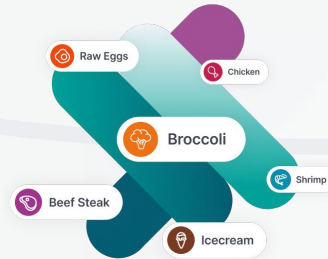 Raw Eggs
Chicken
Broccoli
Shrimp
Beef Steak
Icecream